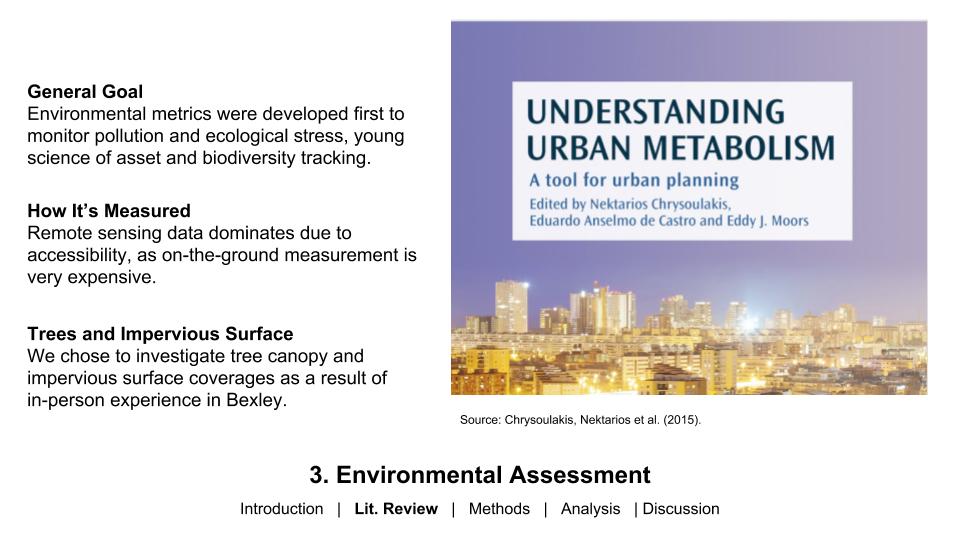 General Goal
Environmental metrics were developed first to
monitor pollution and ecological stress, young
science of asset and biodiversity tracking.
How It’s Measured
Remote sensing data dominates due to
accessibility, as on-the-ground measurement is
very expensive.
Trees and Impervious Surface
We chose to investigate tree canopy and
impervious surface coverages as a result of
in-person experience in Bexley.
UNDERSTANDING
URBAN METABOLISM
A tool for urban planning
Edited by Nektarios Chrysoulakis,
Eduardo Anselmo de Castro and Eddy J. Moors
Source: Chrysoulakis, Nektarios et al. (2015).
3. Environmental Assessment
Introduction | Lit. Review | Methods | Analysis | Discussion